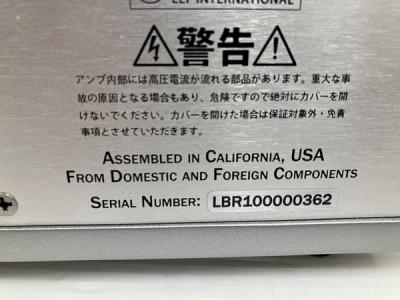 EEI INTERNATIONAL
警告
アンプ内部には高圧電流が流れる部品があります。重大な事
故の原因となる場合もあり、危険ですので絶対にカバーを開
けないでください。カバーを開けた場合は保証対象外・免責
事項とさせていただきます。
ASSEMBLED IN CALIFORNIA, USA
FROM DOMESTIC AND FOREIGN COMPONENTS
SERIAL NUMBER: LBR100000362